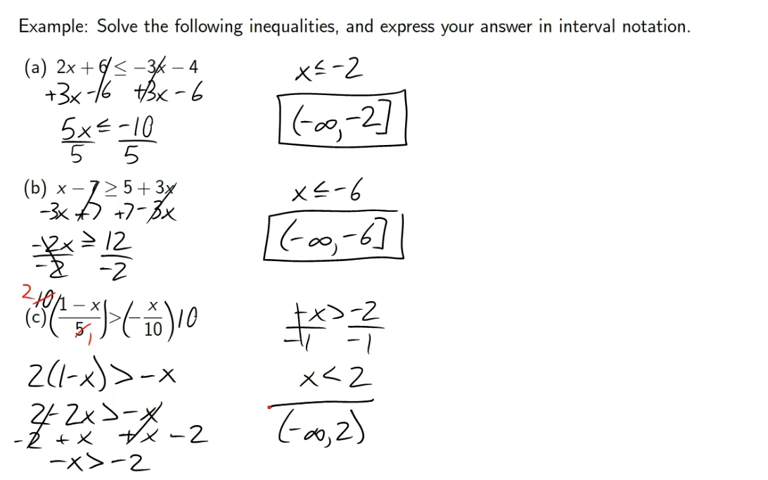 Example: Solve the following inequalities, and express your answer in interval notation.
(a) 2x + 6 ≤ −3x − 4
+3x −6 +3x − 6
5x ≤ −10
5 5
x ≤ −2
(−∞, −2]
(b) x − 7 ≥ 5 + 3x
−3x +7 +7 − 3x
−2x ≥ 12
−2 −2
x ≤ −6
(−∞, −6]
(c) 2 10 (1 − x / 5) > (− x / 10) 10
1
2(1−x) > −x
2 − 2x > −x
−2 + x +x − 2
−x > −2
−x > −2
−1 −1
x < 2
(−∞, 2)